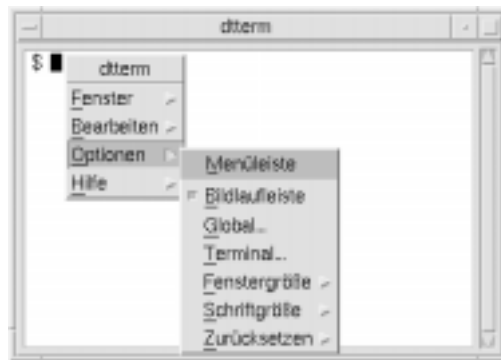 dtterm
$
dtterm
Fenster
Bearbeiten
Optionen
Hilfe
Menüleiste
Bildlaufleiste
Global...
Terminal...
Fenstergröße
Schriftgröße
Zurücksetzen